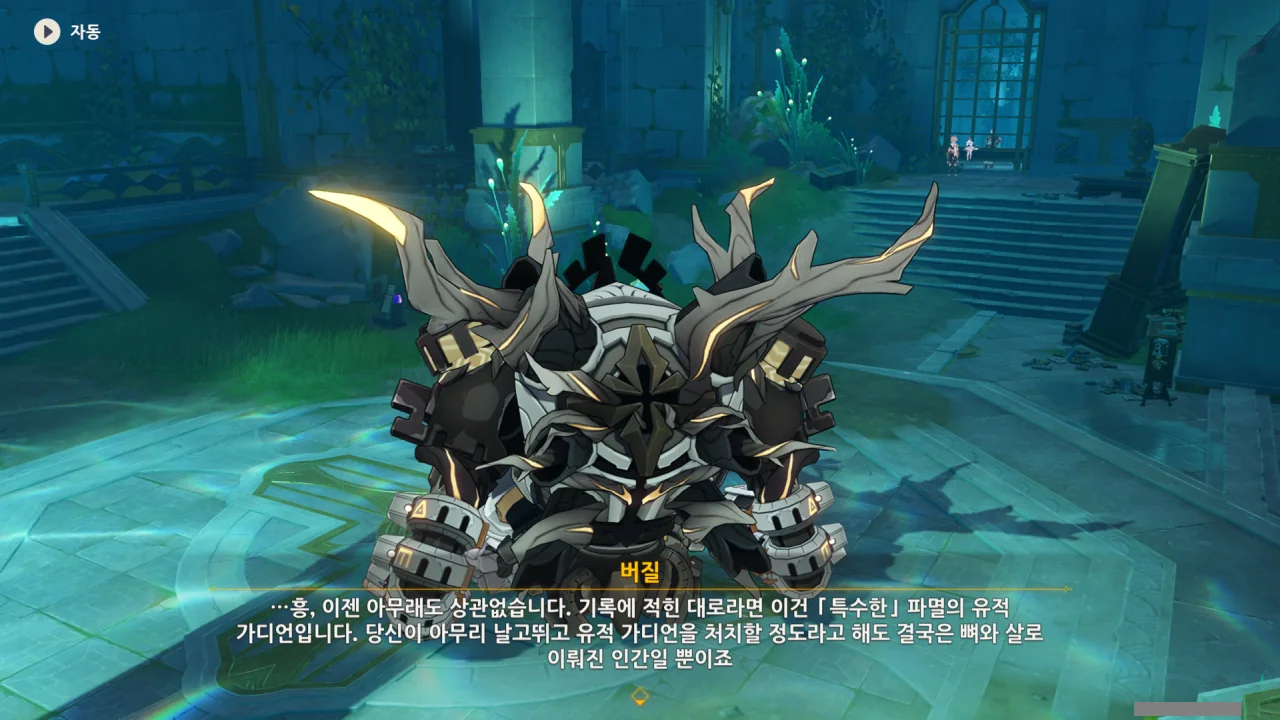 자동
버질
…흥, 이젠 아무래도 상관없습니다. 기록에 적힌 대로라면 이건 「특수한」 파멸의 유적
가디언입니다. 당신이 아무리 날고뛰고 유적 가디언을 처치할 정도라고 해도 결국은 뼈와 살로
이뤄진 인간일 뿐이죠